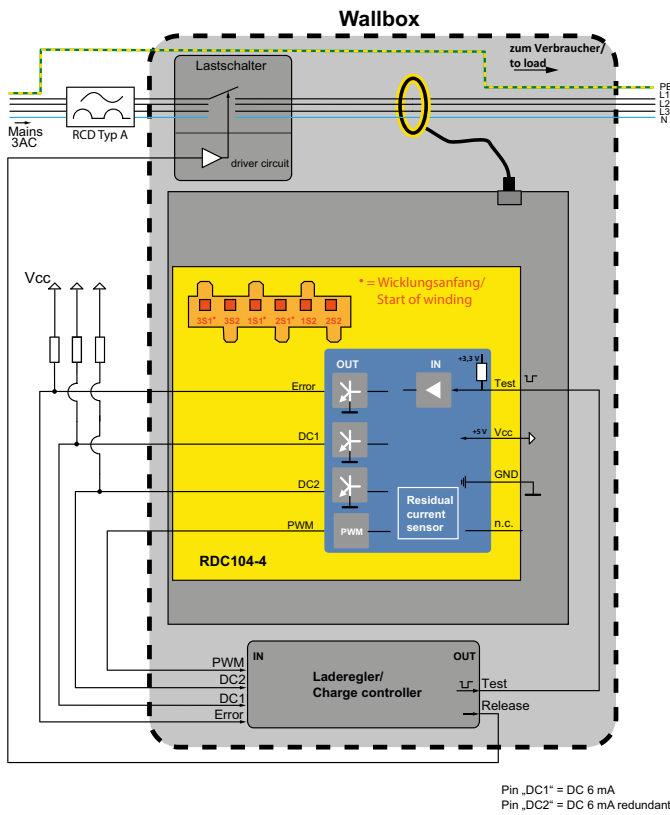 Wallbox
zum Verbraucher/
to load
Lastschalter
PE
L1
L2
L3
N
Mains
3AC
RCD Typ A
driver circuit
Vcc
* = Wicklungsanfang/
Start of winding
3S1* 3S2 1S1* 2S1* 1S2 2S2
OUT
IN
+3,3 V
Error
Test
DC1
+5 V
Vcc
DC2
GND
Residual
current
sensor
PWM
PWM
n.c.
RDC104-4
IN
OUT
PWM
DC2
DC1
Error
Laderegler/
Charge controller
Test
Release
Pin „DC1“ = DC 6 mA
Pin „DC2“ = DC 6 mA redundant